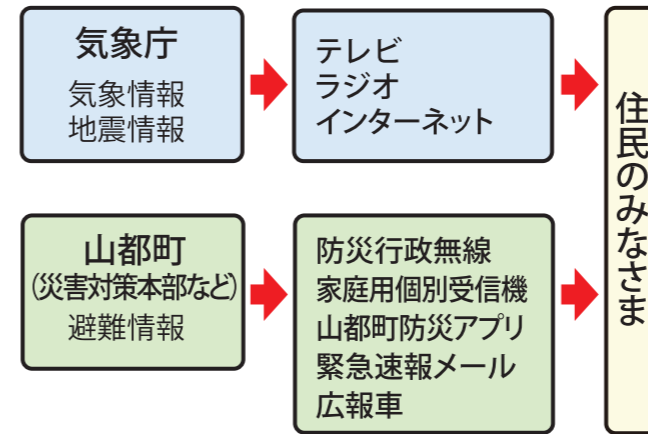 気象庁
気象情報
地震情報
テレビ
ラジオ
インターネット
山都町
(災害対策本部など)
避難情報
防災行政無線
家庭用個別受信機
山都町防災アプリ
緊急速報メール
広報車
住民のみなさま